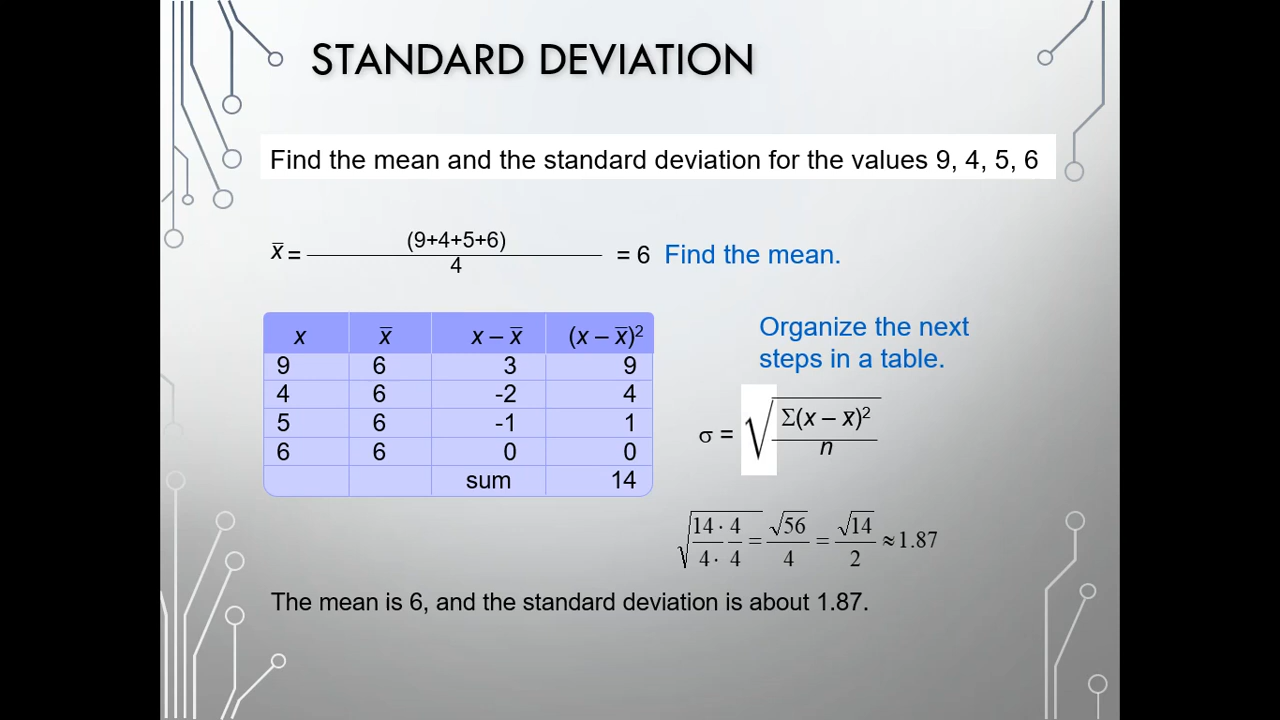 STANDARD DEVIATION
Find the mean and the standard deviation for the values 9, 4, 5, 6
x̅ = (9+4+5+6)
4
= 6 Find the mean.
x x̅ x – x̅ (x – x̅)²
9 6 3 9
4 6 -2 4
5 6 -1 1
6 6 0 0
sum 14
Organize the next
steps in a table.
σ = √ Σ(x – x̅)²
n
√ 14 · 4 = √56 = √14 ≈ 1.87
4 · 4 4 2
The mean is 6, and the standard deviation is about 1.87.